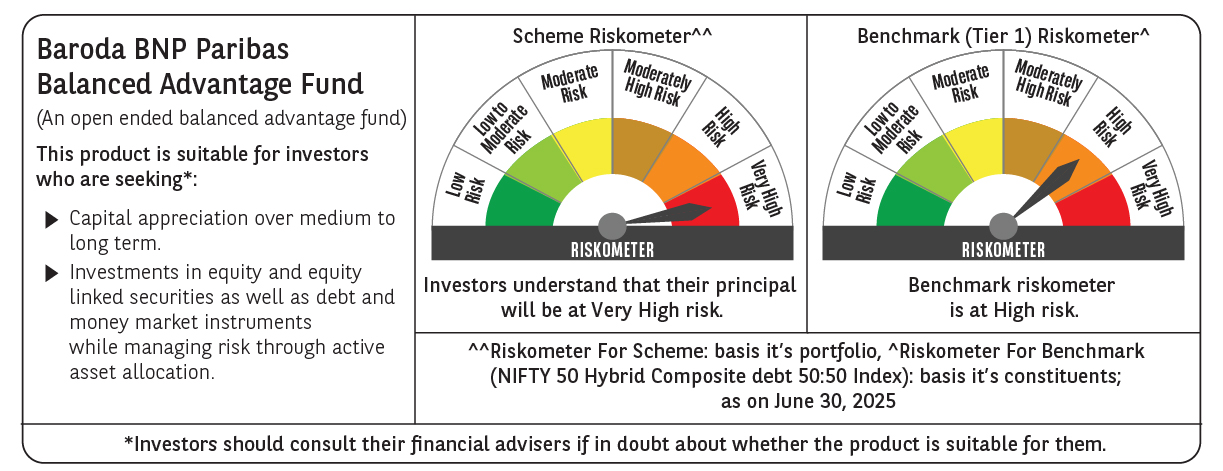 Baroda BNP Paribas
Balanced Advantage Fund
(An open ended balanced advantage fund)
This product is suitable for investors
who are seeking*:
Capital appreciation over medium to
long term.
Investments in equity and equity
linked securities as well as debt and
money market instruments
while managing risk through active
asset allocation.
Scheme Riskometer^^
Low
Risk
Low to
Moderate
Risk
Moderate
Risk
Moderately
High Risk
High
Risk
Very High
Risk
RISKOMETER
Investors understand that their principal
will be at Very High risk.
Benchmark (Tier 1) Riskometer^
Low
Risk
Low to
Moderate
Risk
Moderate
Risk
Moderately
High Risk
High
Risk
Very High
Risk
RISKOMETER
Benchmark riskometer
is at High risk.
^^Riskometer For Scheme: basis it's portfolio, ^Riskometer For Benchmark
(NIFTY 50 Hybrid Composite debt 50:50 Index): basis it's constituents;
as on June 30, 2025
*Investors should consult their financial advisers if in doubt about whether the product is suitable for them.